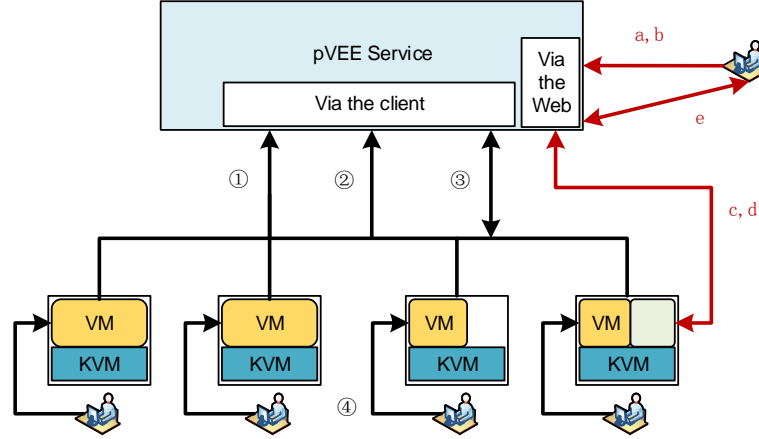 pVEE Service
Via
the
Web
Via the client
a, b
e
①
②
③
c, d
VM
VM
VM
VM
KVM
KVM
KVM
KVM
④